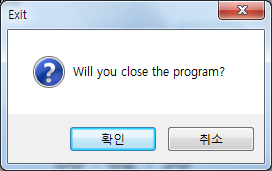 Exit
Will you close the program?
확인
취소